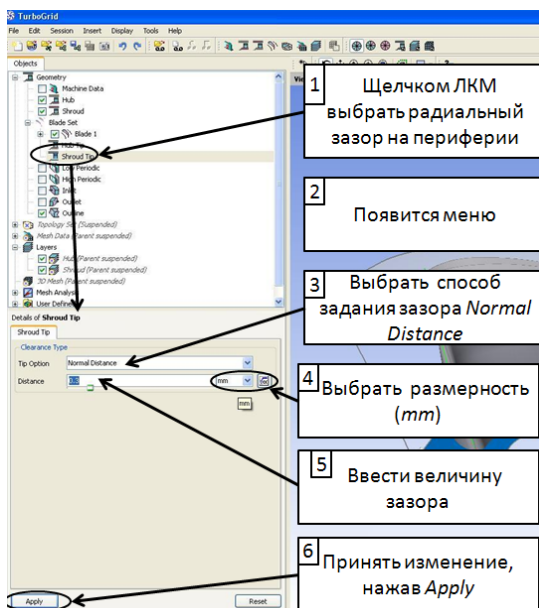 TurboGrid
File Edit Session Insert Display Tools Help
Objects
Geometry
Machine Data
Hub
Shroud
Blade Set
Blade 1
Hub Tip
Shroud Tip
Low Periodic
High Periodic
Inlet
Outlet
Outline
Topology Set (Suspended)
Mesh Data (Parent suspended)
Layers
Hub (Parent suspended)
Shroud (Parent suspended)
3D Mesh (Parent suspended)
Mesh Analysis
User Define
Details of Shroud Tip
Shroud Tip
Clearance Type
Tip Option Normal Distance
Distance mm
mm
Apply Reset
1 Щелчком ЛКМ
выбрать радиальный
зазор на периферии
2
Появится меню
3 Выбрать способ
задания зазора Normal
Distance
4 Выбрать размерность
(mm)
5
Ввести величину
зазора
6 Принять изменение,
нажав Apply